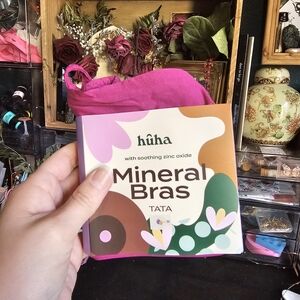 hûha
with soothing zinc oxide
Mineral
Bras
TATA